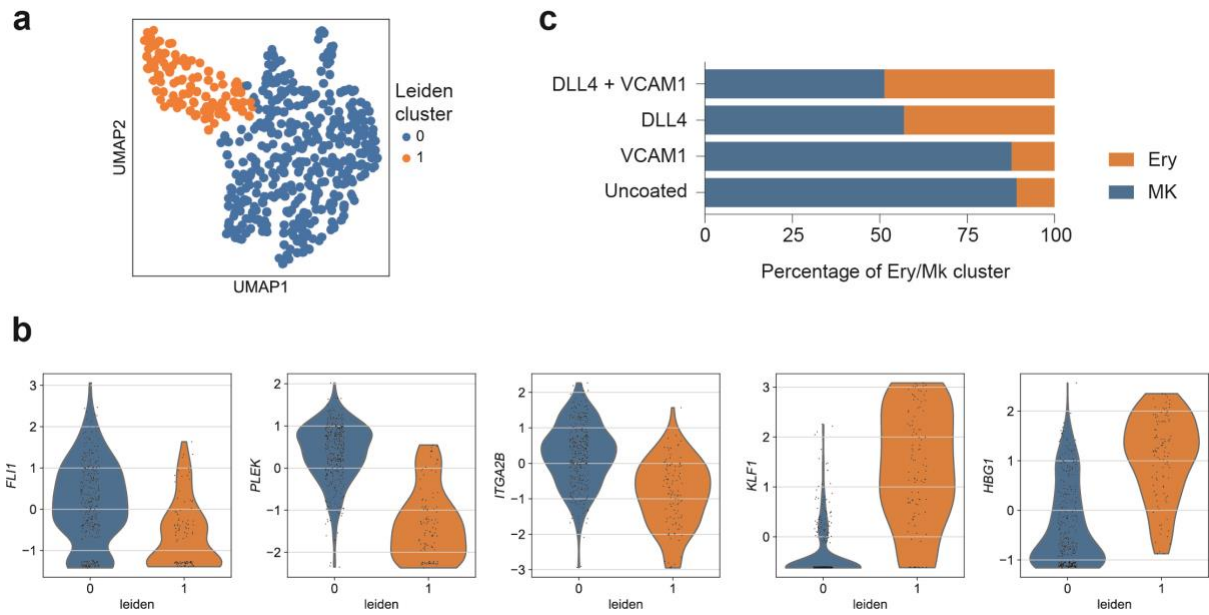 a
UMAP2
UMAP1
Leiden
cluster
0
1
c
DLL4 + VCAM1
DLL4
VCAM1
Uncoated
0 25 50 75 100
Percentage of Ery/Mk cluster
Ery
MK
b
FLI1
3
2
1
0
−1
0 1
leiden
PLEK
2
1
0
−1
−2
0 1
leiden
ITGA2B
2
1
0
−1
−2
−3
0 1
leiden
KLF1
3
2
1
0
0 1
leiden
HBG1
2
1
0
−1
0 1
leiden